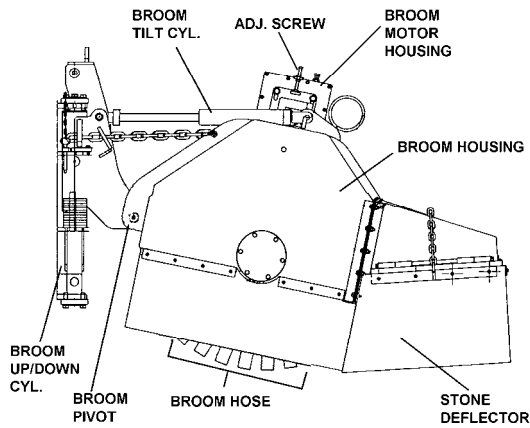 BROOM
TILT CYL.
ADJ. SCREW
BROOM
MOTOR
HOUSING
BROOM HOUSING
BROOM
UP/DOWN
CYL.
BROOM
PIVOT
BROOM HOSE
STONE
DEFLECTOR